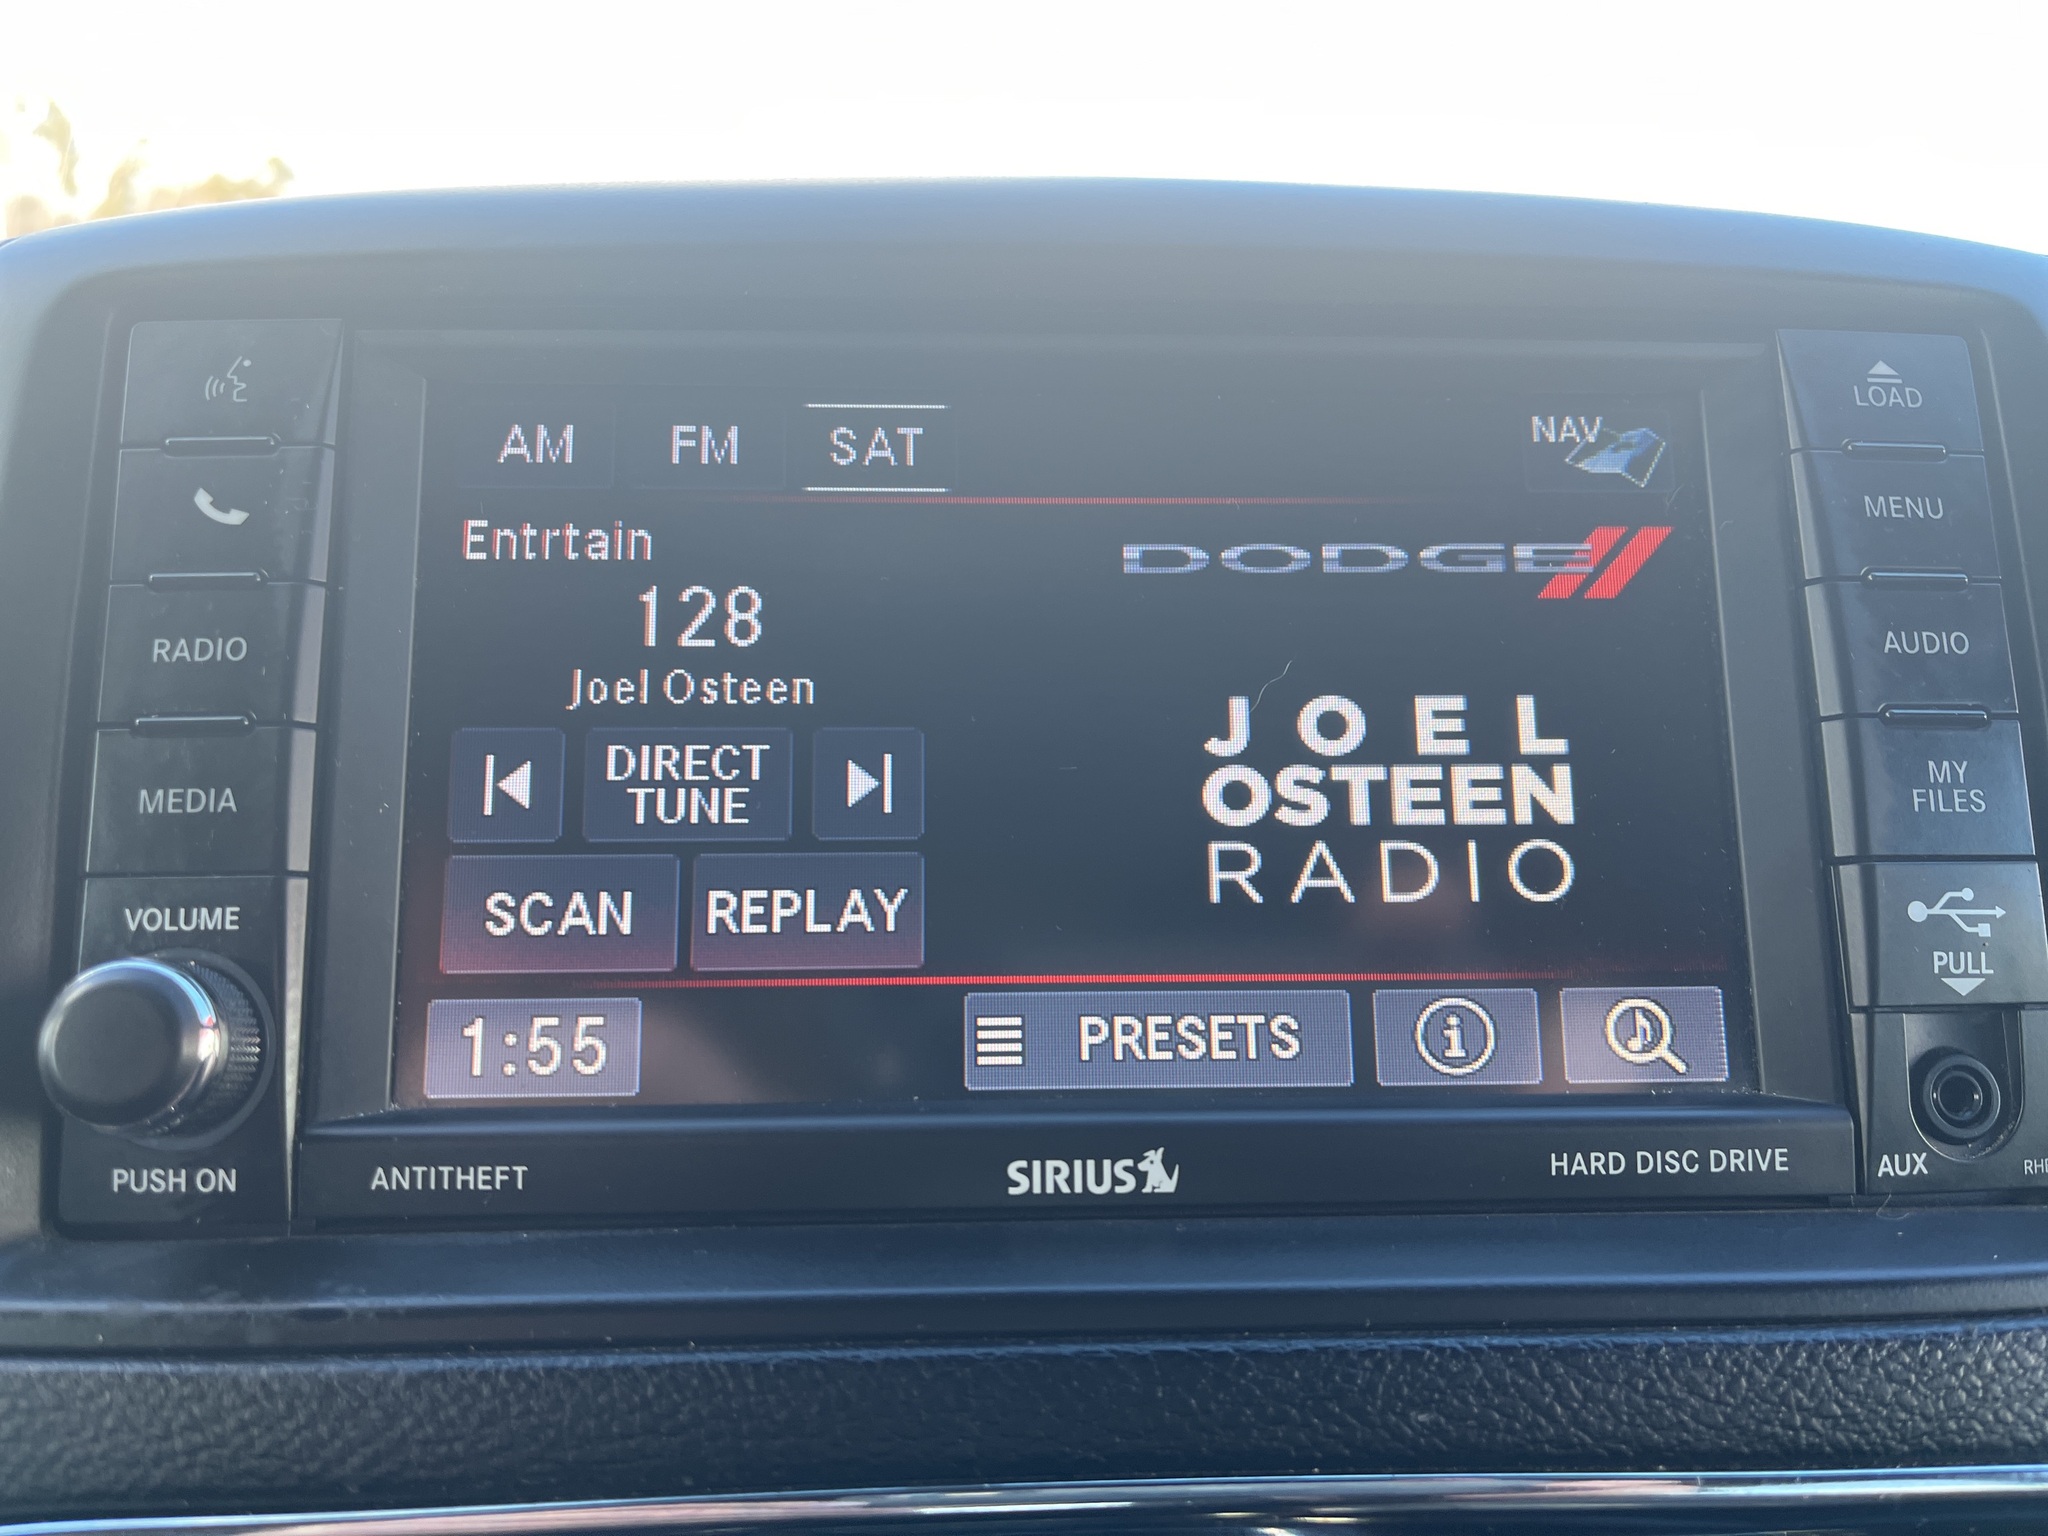 AM FM SAT NAV
Entrtain
128
Joel Osteen
DIRECT
TUNE
SCAN REPLAY
DODGE
JOEL
OSTEEN
RADIO
1:55 PRESETS
RADIO
MEDIA
VOLUME
PUSH ON
LOAD
MENU
AUDIO
MY
FILES
PULL
AUX
ANTITHEFT SIRIUS HARD DISC DRIVE